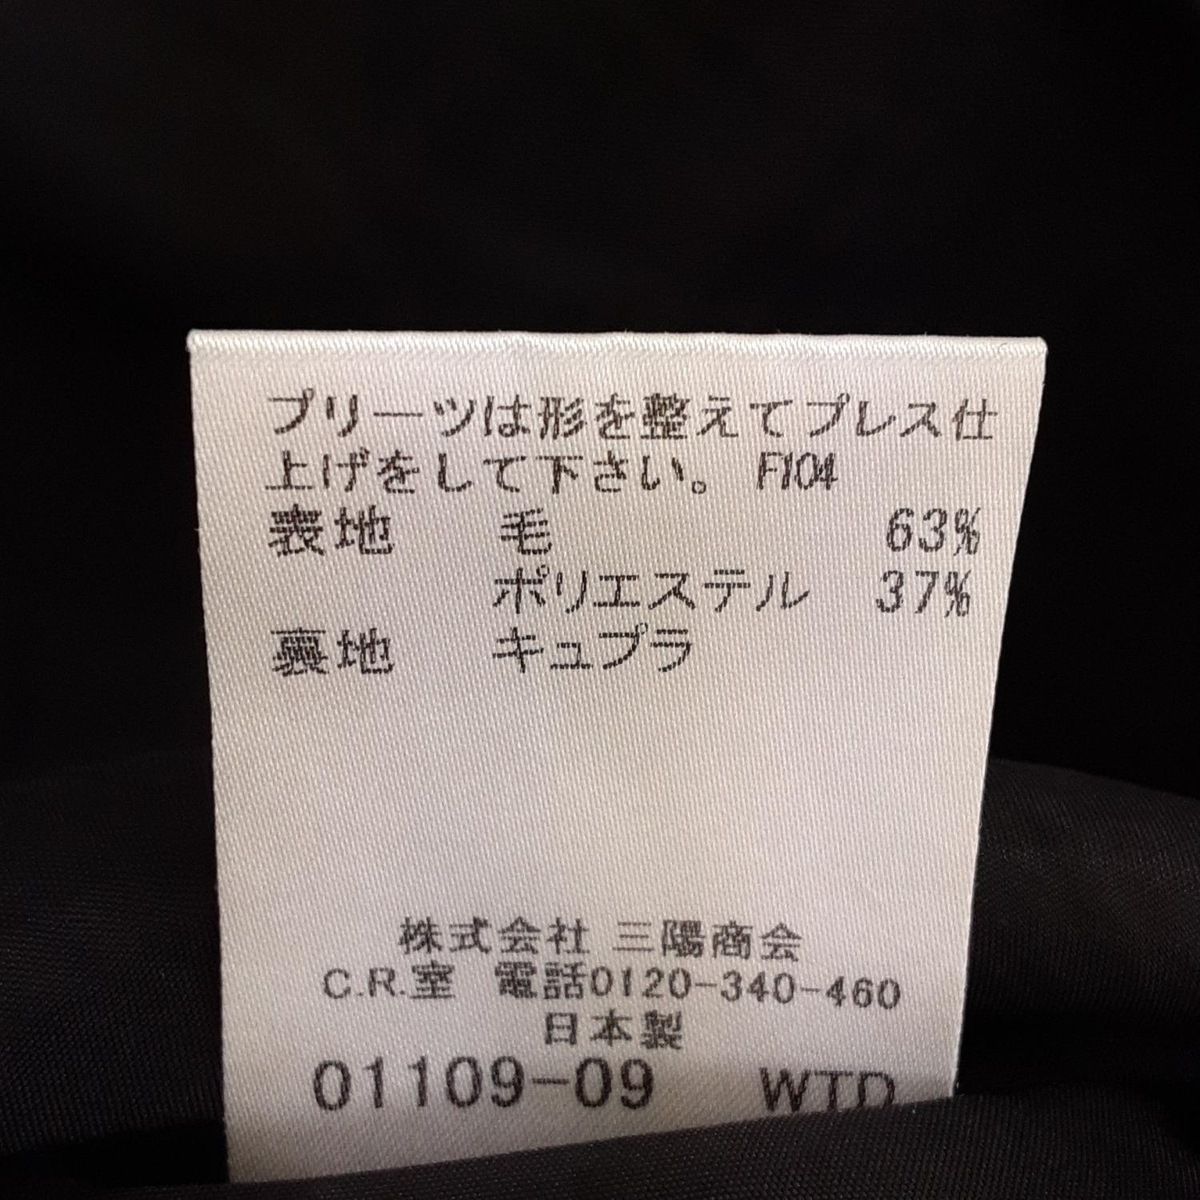 プリーツは形を整えてプレス仕
上げをして下さい。 F104
表地 毛 63%
ポリエステル 37%
裏地 キュプラ
株式会社 三陽商会
C.R.室 電話0120-340-460
日本製
01109-09 WTD